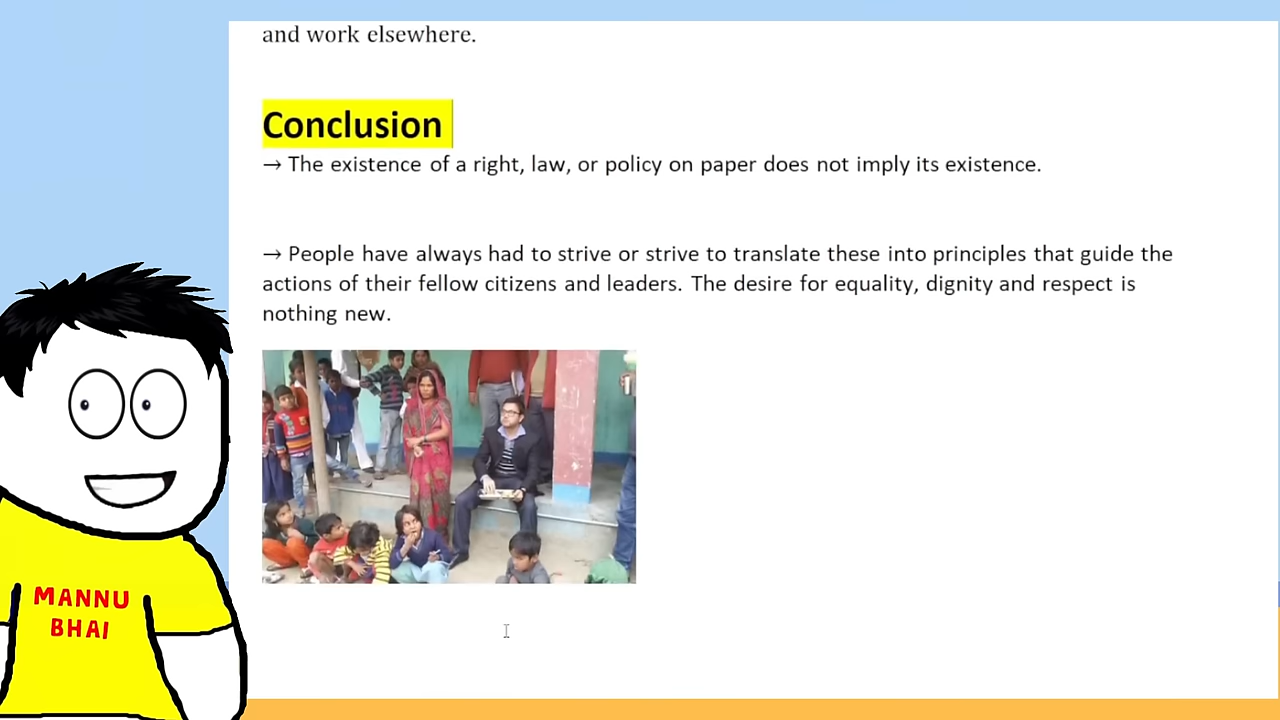 and work elsewhere.
Conclusion
→ The existence of a right, law, or policy on paper does not imply its existence.
→ People have always had to strive or strive to translate these into principles that guide the
actions of their fellow citizens and leaders. The desire for equality, dignity and respect is
nothing new.
MANNU
BHAI